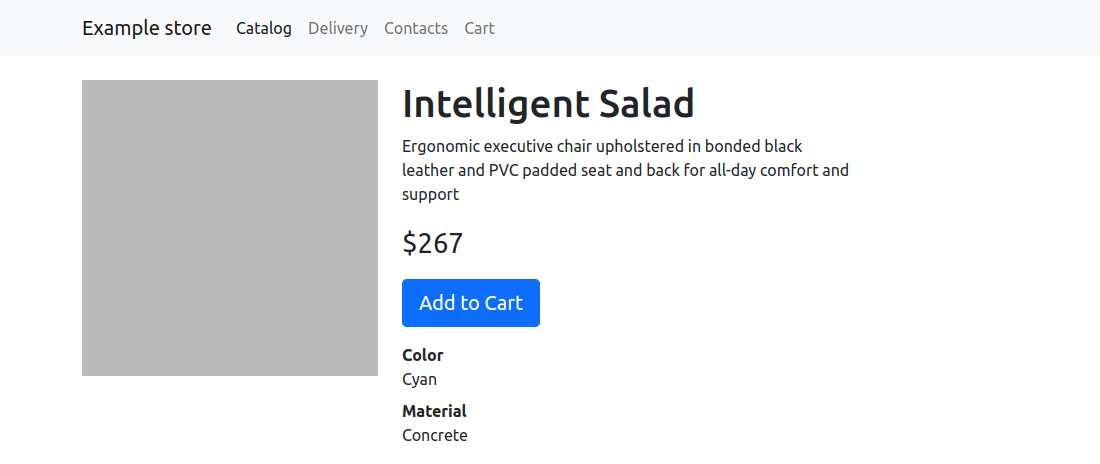 Example store Catalog Delivery Contacts Cart
Intelligent Salad
Ergonomic executive chair upholstered in bonded black
leather and PVC padded seat and back for all-day comfort and
support
$267
Add to Cart
Color
Cyan
Material
Concrete